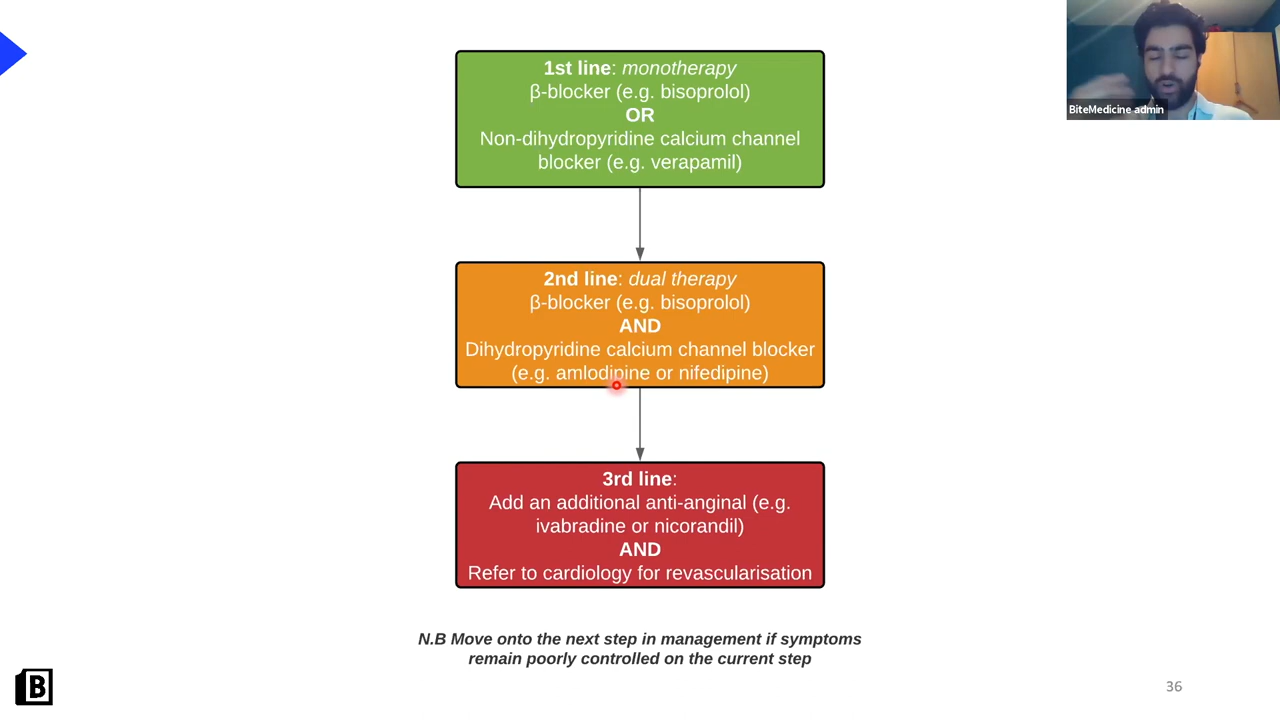 1st line: monotherapy
β-blocker (e.g. bisoprolol)
OR
Non-dihydropyridine calcium channel
blocker (e.g. verapamil)
BiteMedicine admin
2nd line: dual therapy
β-blocker (e.g. bisoprolol)
AND
Dihydropyridine calcium channel blocker
(e.g. amlodipine or nifedipine)
3rd line:
Add an additional anti-anginal (e.g.
ivabradine or nicorandil)
AND
Refer to cardiology for revascularisation
N.B Move onto the next step in management if symptoms
remain poorly controlled on the current step
B
36